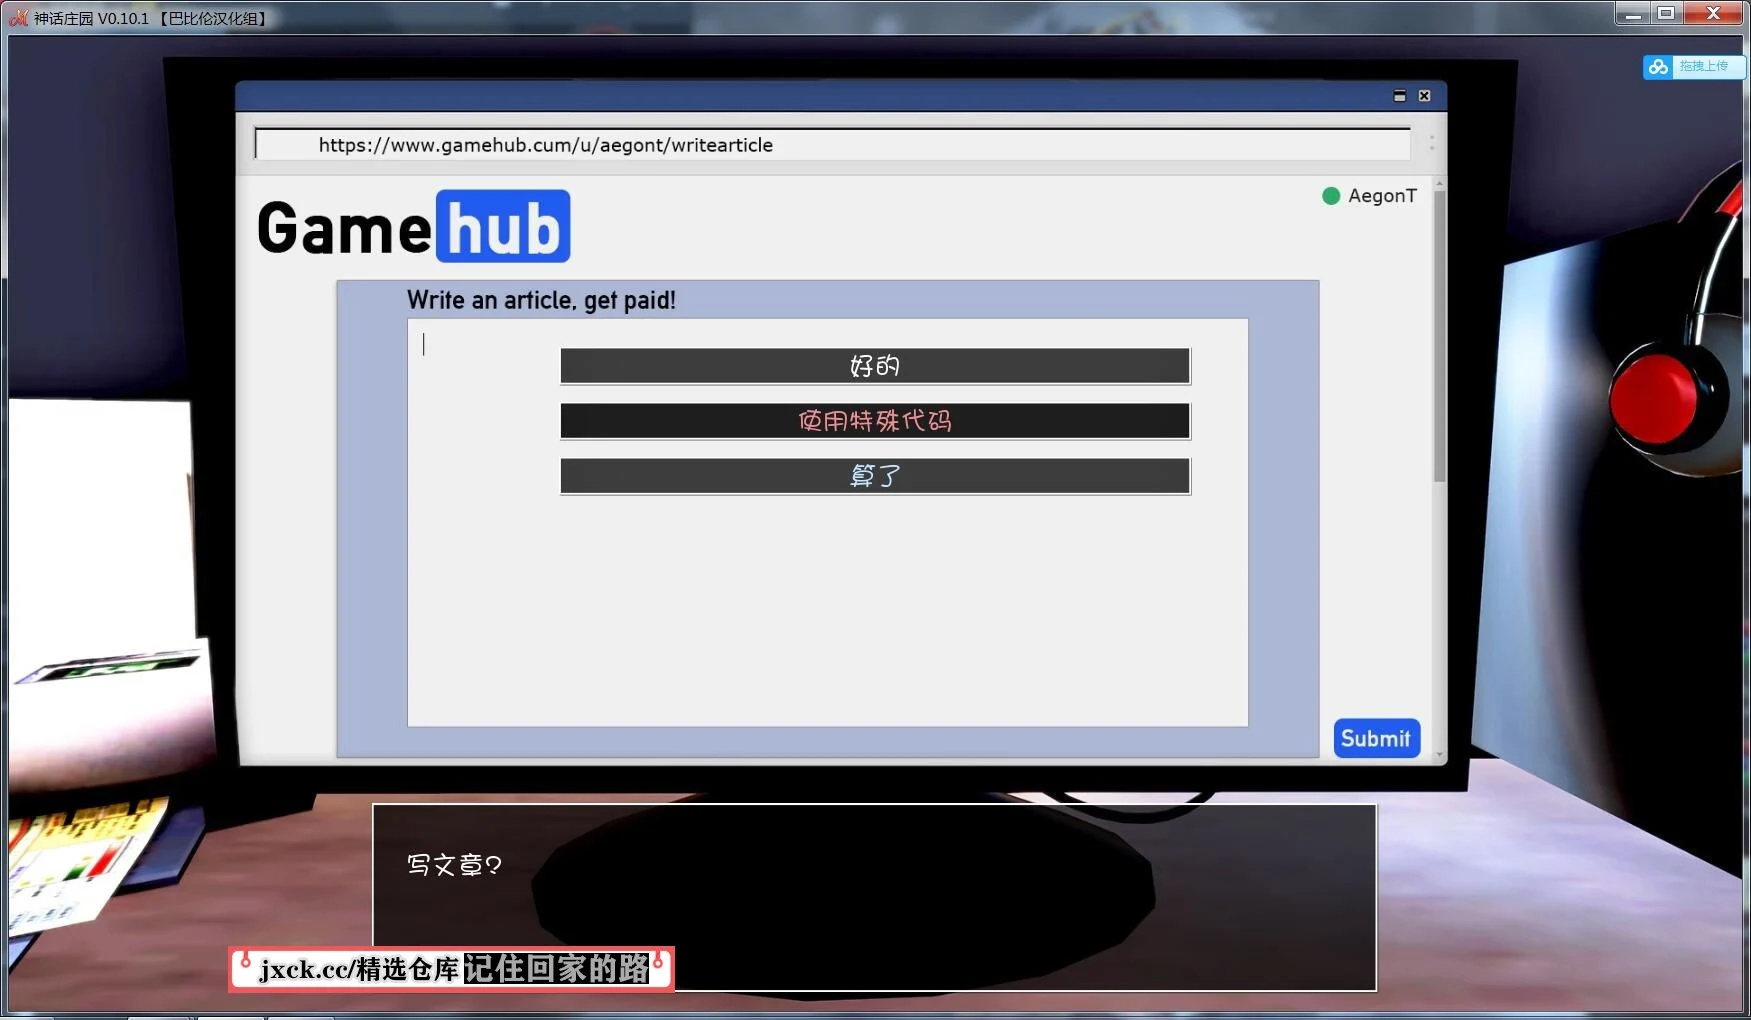 神话庄园 V0.10.1 【巴比伦汉化组】
拖拽上传
https://www.gamehub.cum/u/aegont/writearticle
AegonT
Gamehub
Write an article, get paid!
好的
使用特殊代码
算了
Submit
写文章?
jxck.cc/精选仓库 记住回家的路